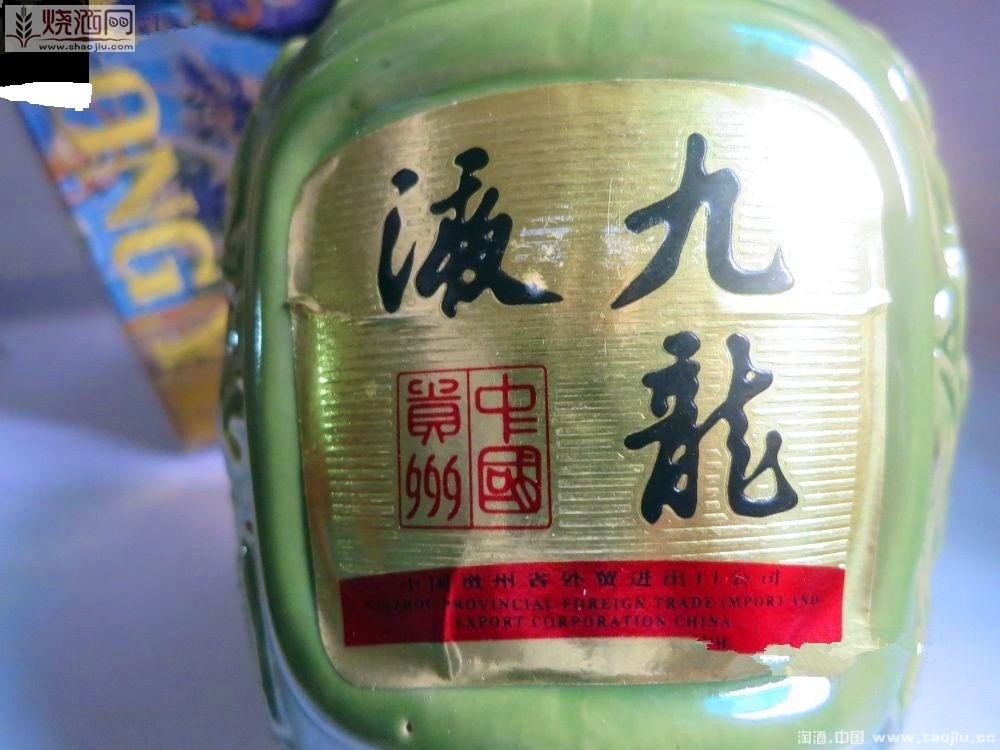 烧酒网
www.shaojiu.com
ONG
九龍
液
中國
貴州
中国贵州省外贸进出口公司
GUIZHOU PROVINCIAL FOREIGN TRADE IMPORT AND
EXPORT CORPORATION CHINA
淘酒.中国 www.taojiu.cc